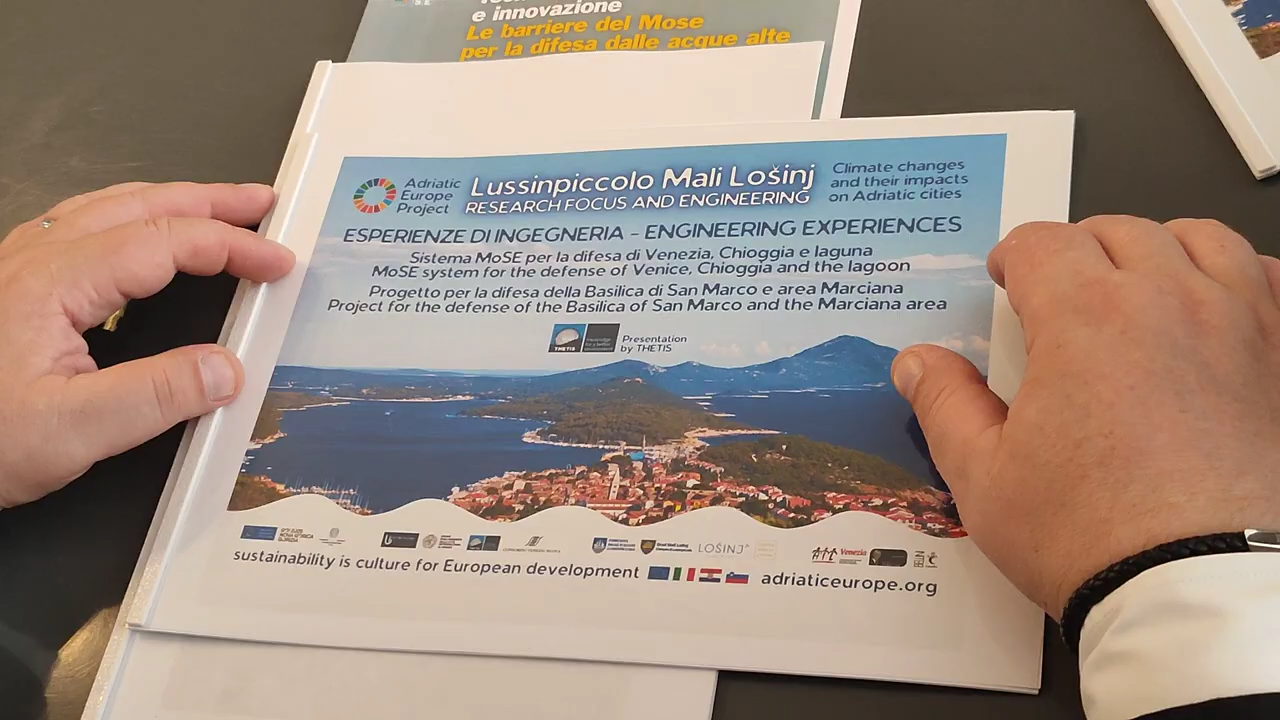 e innovazione
Le barriere del Mose
per la difesa dalle acque alte
Adriatic
Europe
Project
Lussinpiccolo Mali Lošinj
RESEARCH FOCUS AND ENGINEERING
Climate changes
and their impacts
on Adriatic cities
ESPERIENZE DI INGEGNERIA - ENGINEERING EXPERIENCES
Sistema MoSE per la difesa di Venezia, Chioggia e laguna
MoSE system for the defense of Venice, Chioggia and the lagoon
Progetto per la difesa della Basilica di San Marco e area Marciana
Project for the defense of the Basilica of San Marco and the Marciana area
THETIS
Presentation
by THETIS
LOŠINJ
Venezia
sustainability is culture for European development
adriaticeurope.org